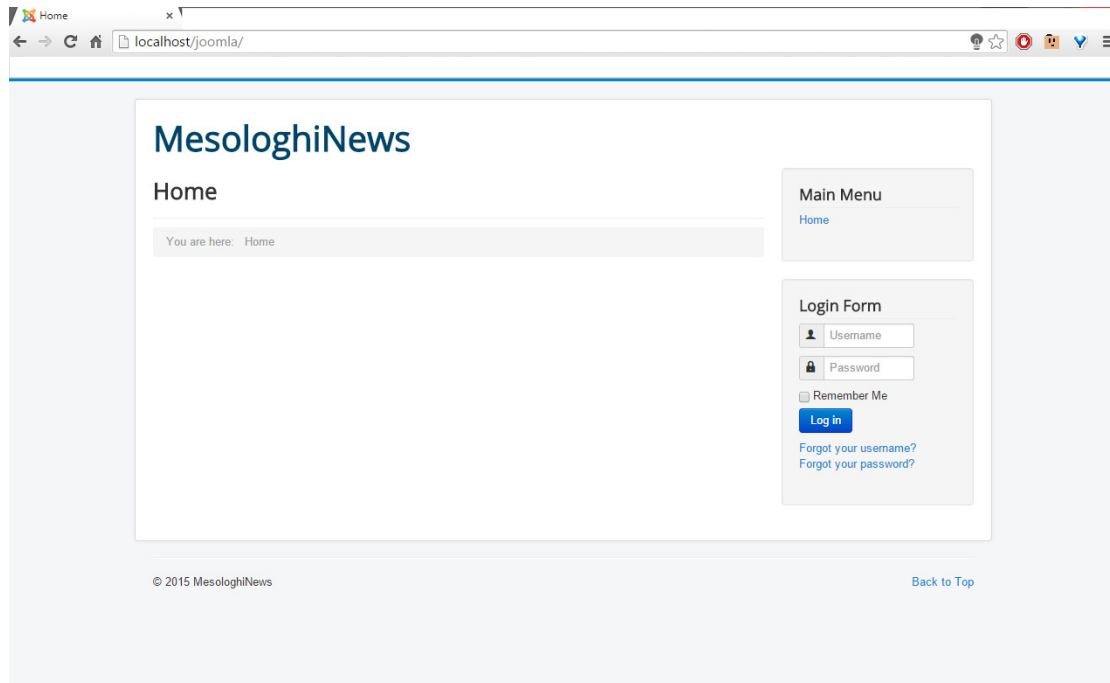 Home
localhost/joomla/
MesologhiNews
Home
You are here: Home
Main Menu
Home
Login Form
Username
Password
Remember Me
Log in
Forgot your username?
Forgot your password?
© 2015 MesologhiNews
Back to Top